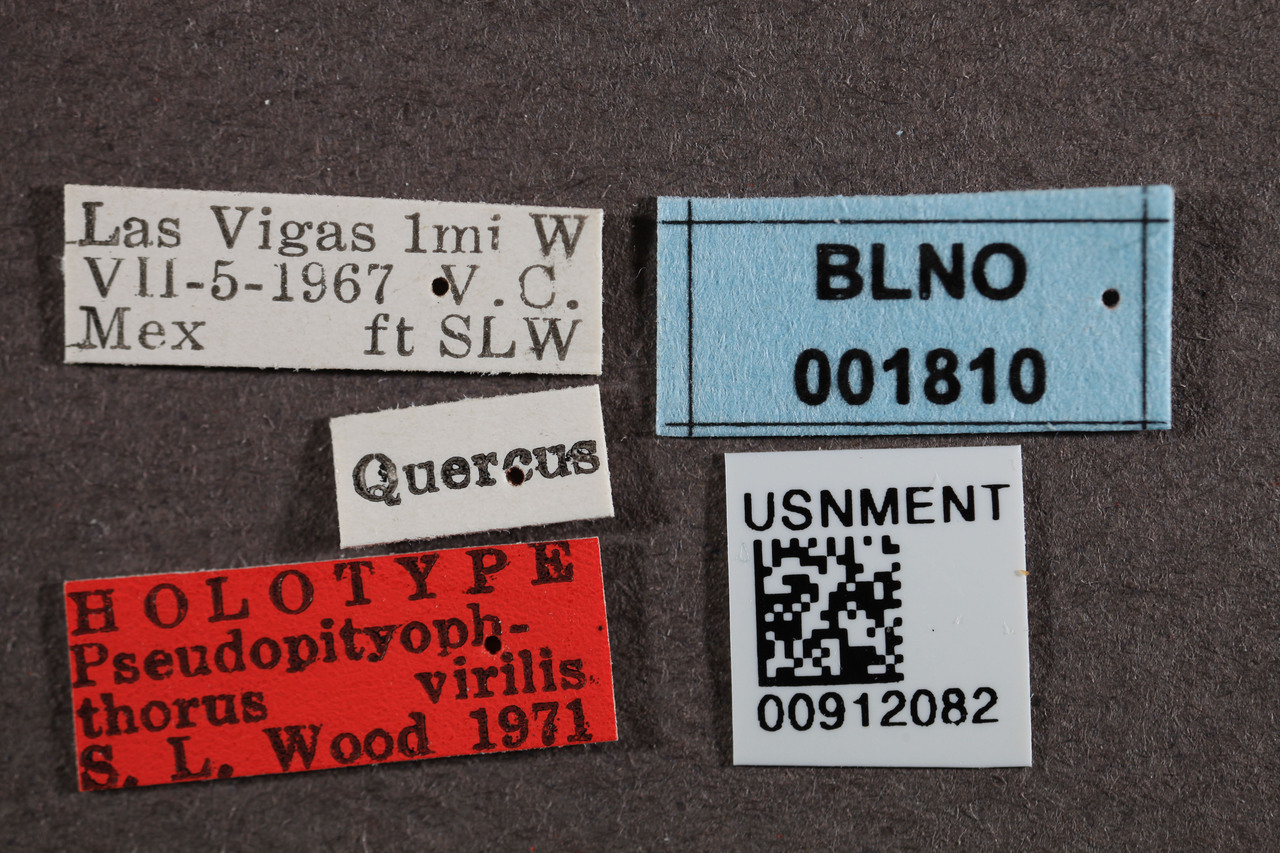 Las Vigas 1mi W
VII-5-1967 V.C.
Mex ft SLW
Quercus
HOLOTYPE
Pseudopityoph-
thorus virilis
S. L. Wood 1971
BLNO
001810
USNMENT
00912082